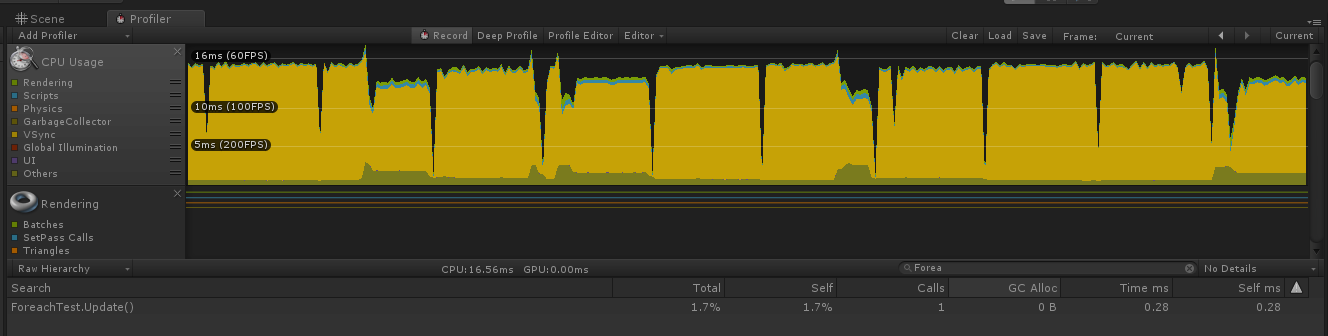 Scene Profiler
Add Profiler Record Deep Profile Profile Editor Editor Clear Load Save Frame: Current Current
CPU Usage
Rendering
Scripts
Physics
GarbageCollector
VSync
Global Illumination
UI
Others
16ms (60FPS)
10ms (100FPS)
5ms (200FPS)
Rendering
Batches
SetPass Calls
Triangles
Raw Hierarchy CPU:16.56ms GPU:0.00ms Forea No Details
Search Total Self Calls GC Alloc Time ms Self ms
ForeachTest.Update() 1.7% 1.7% 1 0 B 0.28 0.28